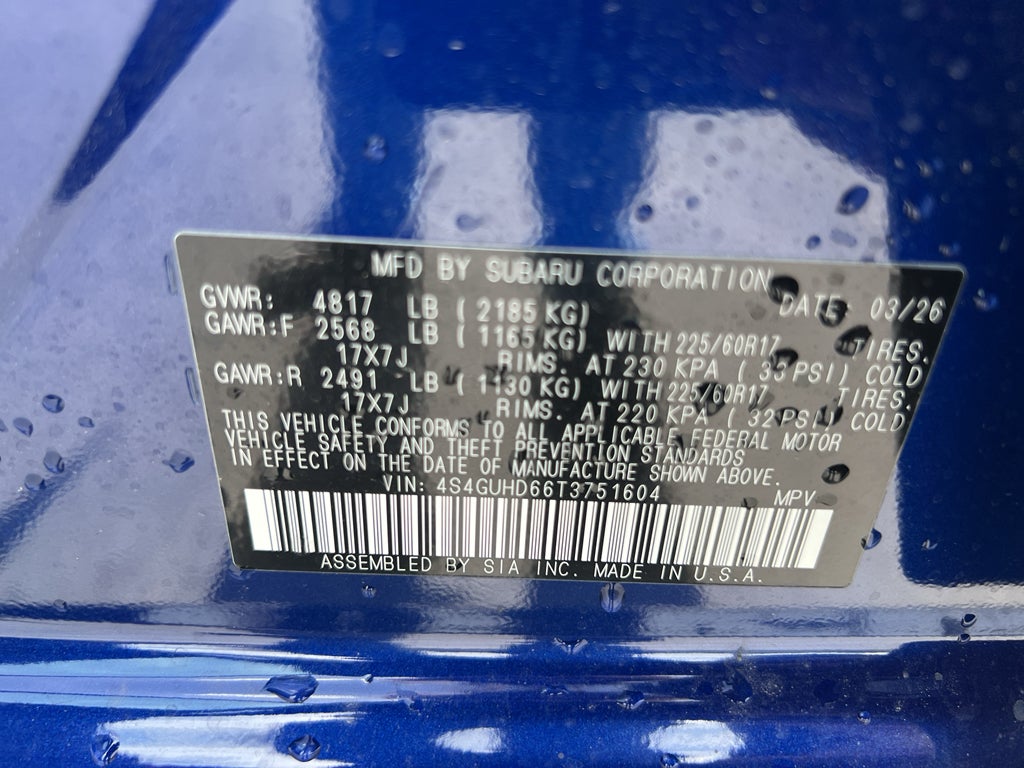 MFD BY SUBARU CORPORATION
DATE: 03/26
GVWR: 4817 LB ( 2185 KG)
GAWR:F 2568 LB ( 1165 KG) WITH 225/60R17 TIRES.
17X7J RIMS. AT 230 KPA ( 33 PSI) COLD
GAWR:R 2491 LB ( 1130 KG) WITH 225/60R17 TIRES.
17X7J RIMS. AT 220 KPA ( 32 PSI) COLD
THIS VEHICLE CONFORMS TO ALL APPLICABLE FEDERAL MOTOR
VEHICLE SAFETY AND THEFT PREVENTION STANDARDS
IN EFFECT ON THE DATE OF MANUFACTURE SHOWN ABOVE.
VIN: 4S4GUHD66T3751604 MPV
ASSEMBLED BY SIA INC. MADE IN U.S.A.